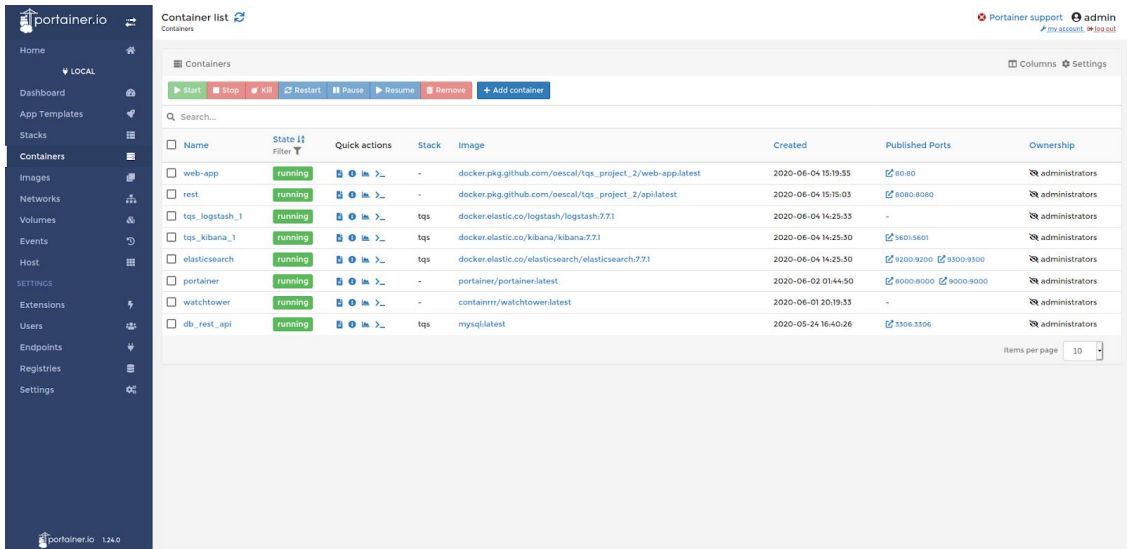 portainer.io
Home
LOCAL
Dashboard
App Templates
Stacks
Containers
Images
Networks
Volumes
Events
Host
SETTINGS
Extensions
Users
Endpoints
Registries
Settings
portainer.io 1.24.0
Container list
Containers
Portainer support admin
my account log out
Containers
Columns Settings
Start Stop Kill Restart Pause Resume Remove + Add container
Search...
Name State Filter Quick actions Stack Image Created Published Ports Ownership
web-app running - docker.pkg.github.com/oescal/tqs_project_2/web-app:latest 2020-06-04 15:19:55 80:80 administrators
rest running - docker.pkg.github.com/oescal/tqs_project_2/api:latest 2020-06-04 15:15:03 8080:8080 administrators
tqs_logstash_1 running tqs docker.elastic.co/logstash/logstash:7.7.1 2020-06-04 14:25:33 - administrators
tqs_kibana_1 running tqs docker.elastic.co/kibana/kibana:7.7.1 2020-06-04 14:25:30 5601:5601 administrators
elasticsearch running tqs docker.elastic.co/elasticsearch/elasticsearch:7.7.1 2020-06-04 14:25:30 9200:9200 9300:9300 administrators
portainer running - portainer/portainer:latest 2020-06-02 01:44:50 8000:8000 9000:9000 administrators
watchtower running - containrrr/watchtower:latest 2020-06-01 20:19:33 - administrators
db_rest_api running tqs mysql:latest 2020-05-24 16:40:26 3306:3306 administrators
Items per page 10